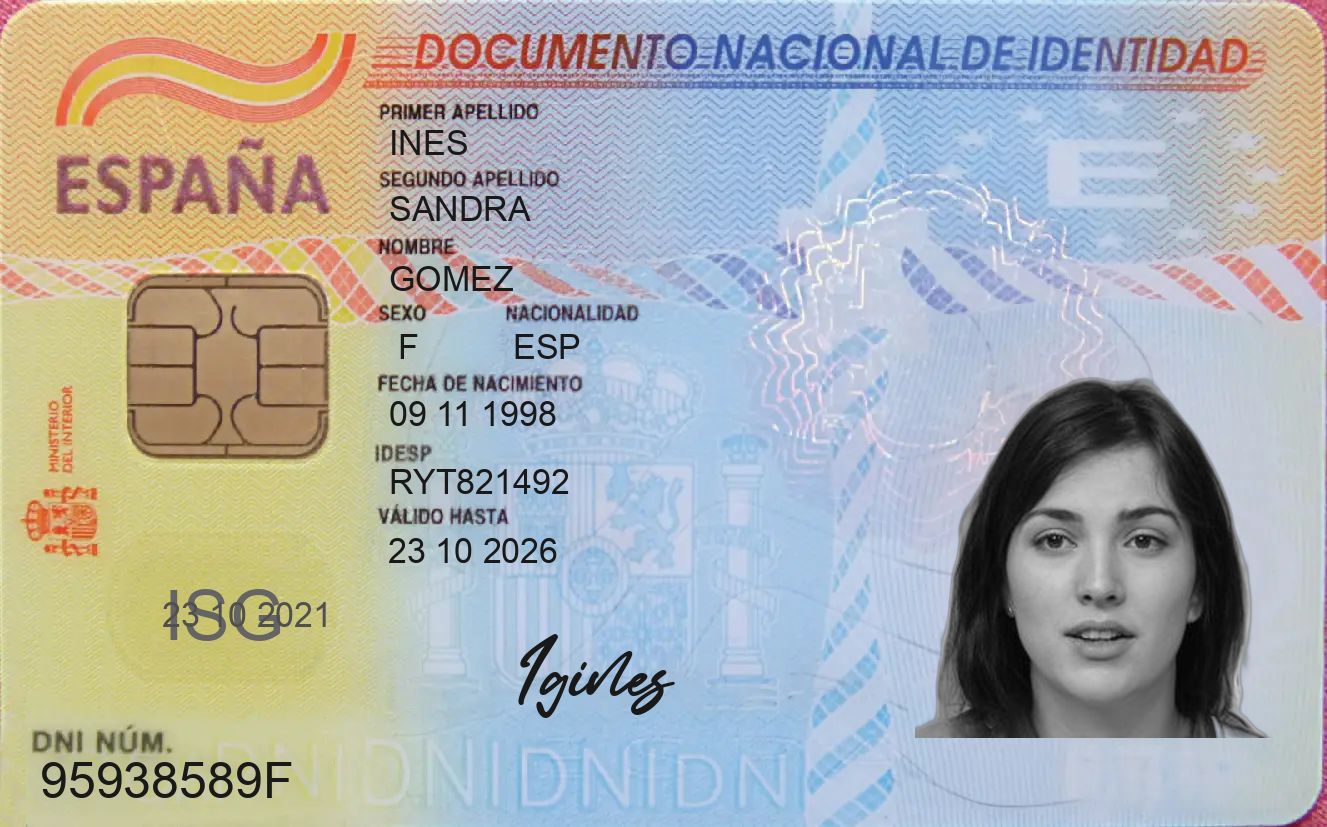 DOCUMENTO NACIONAL DE IDENTIDAD
ESPAÑA
PRIMER APELLIDO
INES
SEGUNDO APELLIDO
SANDRA
NOMBRE
GOMEZ
SEXO NACIONALIDAD
F ESP
FECHA DE NACIMIENTO
09 11 1998
IDESP
RYT821492
VÁLIDO HASTA
23 10 2026
MINISTERIO
DEL INTERIOR
ISG
23 10 2021
Igines
DNI NÚM.
95938589F
DNIDNIDNIDNI
E